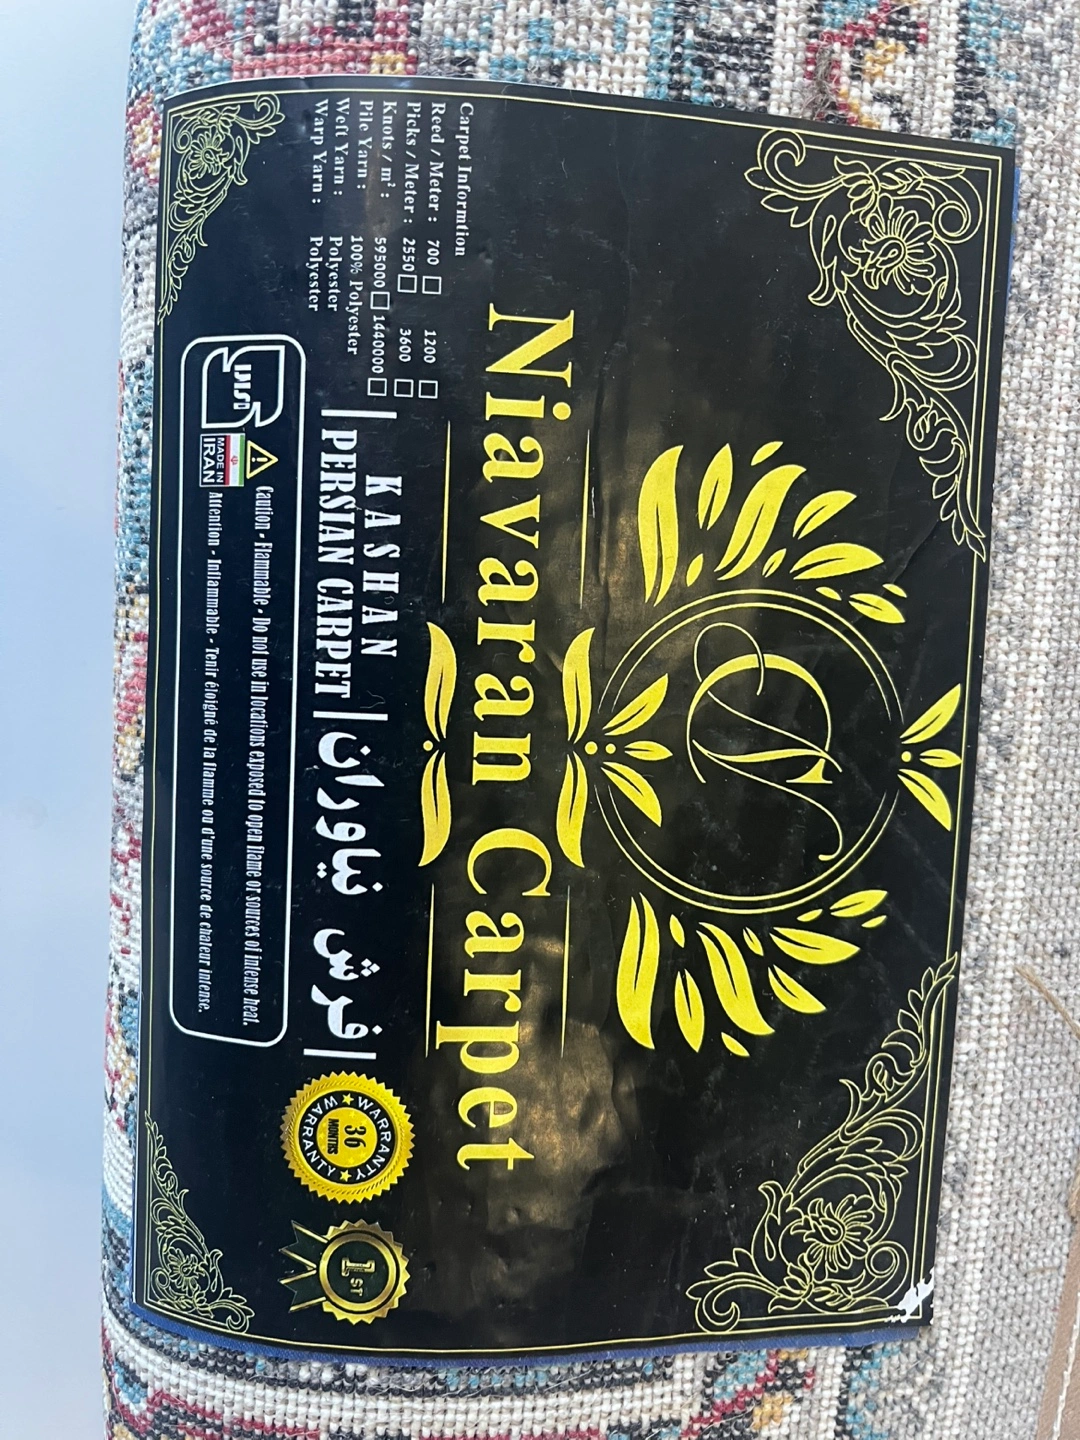 Niavaran Carpet
Carpet Informtion
Reed / Meter : 700 1200
Picks / Meter : 2550 3600
Knots / m² : 595000 1440000
Pile Yarn : 100% Polyester
Weft Yarn : Polyester
Warp Yarn : Polyester
KASHAN
PERSIAN CARPET
فرش نیاوران
WARRANTY
36
MONTHS
WARRANTY
1ST
Caution - Flammable - Do not use in locations exposed to open flame or sources of intense heat.
MADE IN
IRAN
Attention - Inflammable - Tenir éloigné de la flamme ou d'une source de chaleur intense.